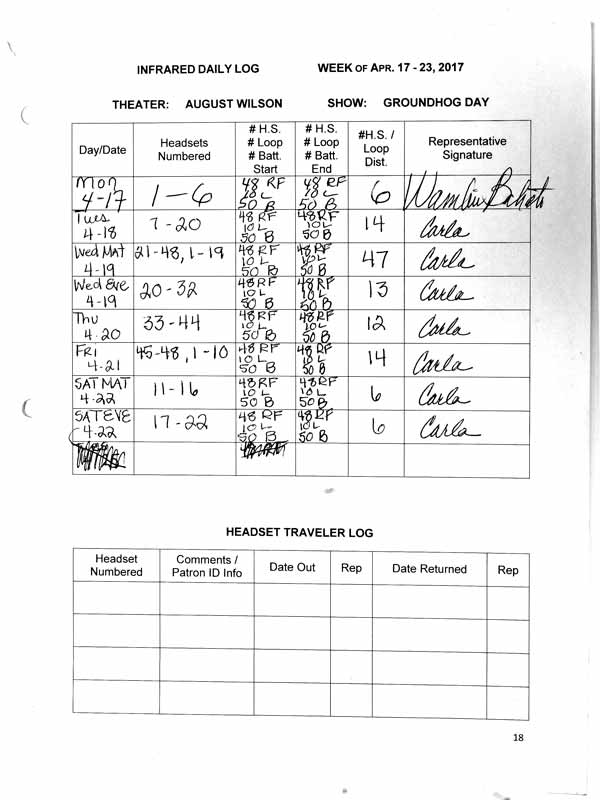 INFRARED DAILY LOG WEEK OF APR. 17 - 23, 2017
THEATER: AUGUST WILSON SHOW: GROUNDHOG DAY
Day/Date Headsets Numbered # H.S. # Loop # Batt. Start # H.S. # Loop # Batt. End #H.S. / Loop Dist. Representative Signature
Mon 4-17 1-6 48 RF 10 L 50 B 48 RF 10 L 50 B 6
Tues 4-18 7-20 48 RF 10 L 50 B 48 RF 10 L 50 B 14 Carla
Wed Mat 4-19 21-48, 1-19 48 RF 10 L 50 B 48 RF 10 L 50 B 47 Carla
Wed Eve 4-19 20-32 48 RF 10 L 50 B 48 RF 10 L 50 B 13 Carla
Thu 4.20 33-44 48 RF 10 L 50 B 48 RF 10 L 50 B 12 Carla
FRI 4.21 45-48, 1-10 48 RF 10 L 50 B 48 RF 10 L 50 B 14 Carla
SAT MAT 4.22 11-16 48 RF 10 L 50 B 48 RF 10 L 50 B 6 Carla
SAT EVE 4.22 17-22 48 RF 10 L 50 B 48 RF 10 L 50 B 6 Carla
HEADSET TRAVELER LOG
Headset Numbered Comments / Patron ID Info Date Out Rep Date Returned Rep
18